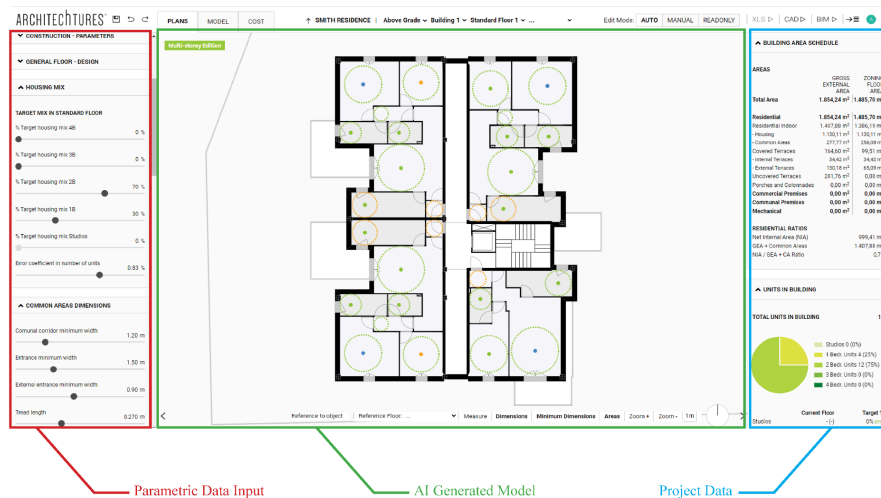 ARCHITECHTURES®
PLANS MODEL COST
↑ SMITH RESIDENCE | Above Grade Building 1 Standard Floor 1 ...
Edit Mode: AUTO MANUAL READONLY
XLS CAD BIM
CONSTRUCTION - PARAMETERS
GENERAL FLOOR - DESIGN
HOUSING MIX
TARGET MIX IN STANDARD FLOOR
% Target housing mix 4B
0 %
% Target housing mix 3B
0 %
% Target housing mix 2B
70 %
% Target housing mix 1B
30 %
% Target housing mix Studios
0 %
Error coefficient in number of units
0.83 %
COMMON AREAS DIMENSIONS
Comunal corridor minimum width
1.20 m
Entrance minimum width
1.50 m
External entrance minimum width
0.90 m
Tread length
0.270 m
Multi-storey Edition
Reference to object | Reference Floor: ... | Measure | Dimensions | Minimum Dimensions | Areas | Zoom + | Zoom - | 1m
BUILDING AREA SCHEDULE
AREAS
GROSS EXTERNAL AREA
ZONING FLOOR AREA
Total Area 1.854,24 m² 1.485,70 m
Residential 1.854,24 m² 1.485,70 m
Residential Indoor 1.407,88 m² 1.386,19 m
- Housing 1.130,11 m² 1.130,11 m
- Common Areas 277,77 m² 256,08 m
Covered Terraces 164,60 m² 99,51 m
- Internal Terraces 34,42 m² 34,42 m
- External Terraces 130,18 m² 65,09 m
Uncovered Terraces 281,76 m² 0,00 m
Porches and Colonnades 0,00 m² 0,00 m
Commercial Premises 0,00 m² 0,00 m
Communal Premises 0,00 m² 0,00 m
Mechanical 0,00 m² 0,00 m
RESIDENTIAL RATIOS
Net Internal Area (NIA) 999,41 m
GEA + Common Areas 1.407,88 m
NIA / GEA + CA Ratio 0,7
UNITS IN BUILDING
TOTAL UNITS IN BUILDING 1
Studios 0 (0%)
1 Bedr. Units 4 (25%)
2 Bedr. Units 12 (75%)
3 Bedr. Units 0 (0%)
4 Bedr. Units 0 (0%)
Current Floor Target
Studios - (-) 0%
Parametric Data Input
AI Generated Model
Project Data